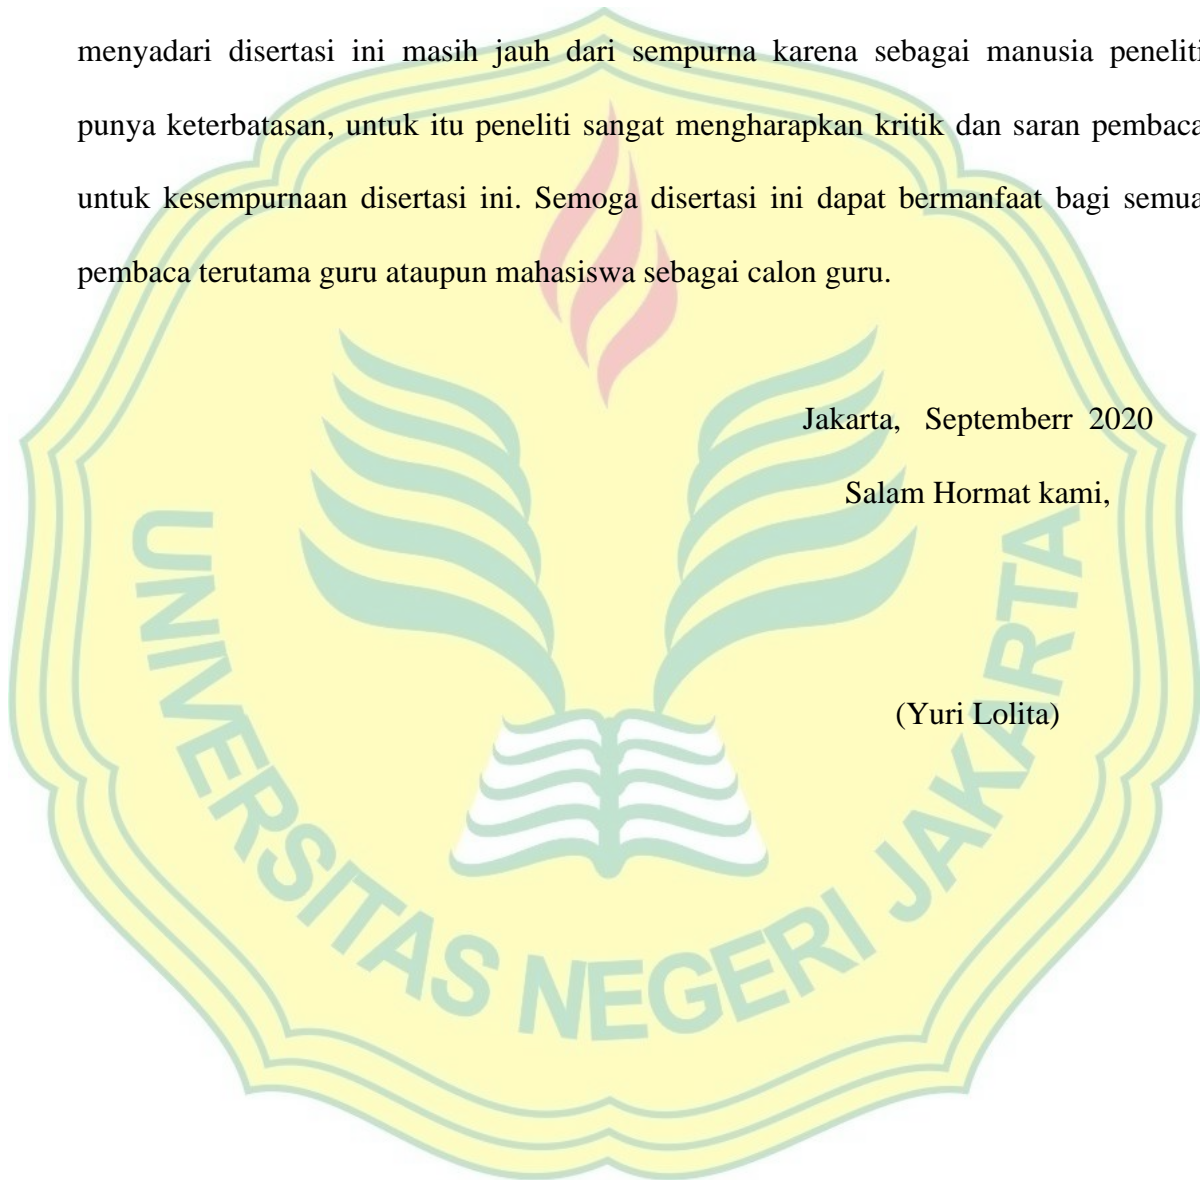 menyadari disertasi ini masih jauh dari sempurna karena sebagai manusia peneliti
punya keterbatasan, untuk itu peneliti sangat mengharapkan kritik dan saran pembaca
untuk kesempurnaan disertasi ini. Semoga disertasi ini dapat bermanfaat bagi semua
pembaca terutama guru ataupun mahasiswa sebagai calon guru.
Jakarta, Septemberr 2020
Salam Hormat kami,
(Yuri Lolita)
UNIVERSITAS NEGERI JAKARTA